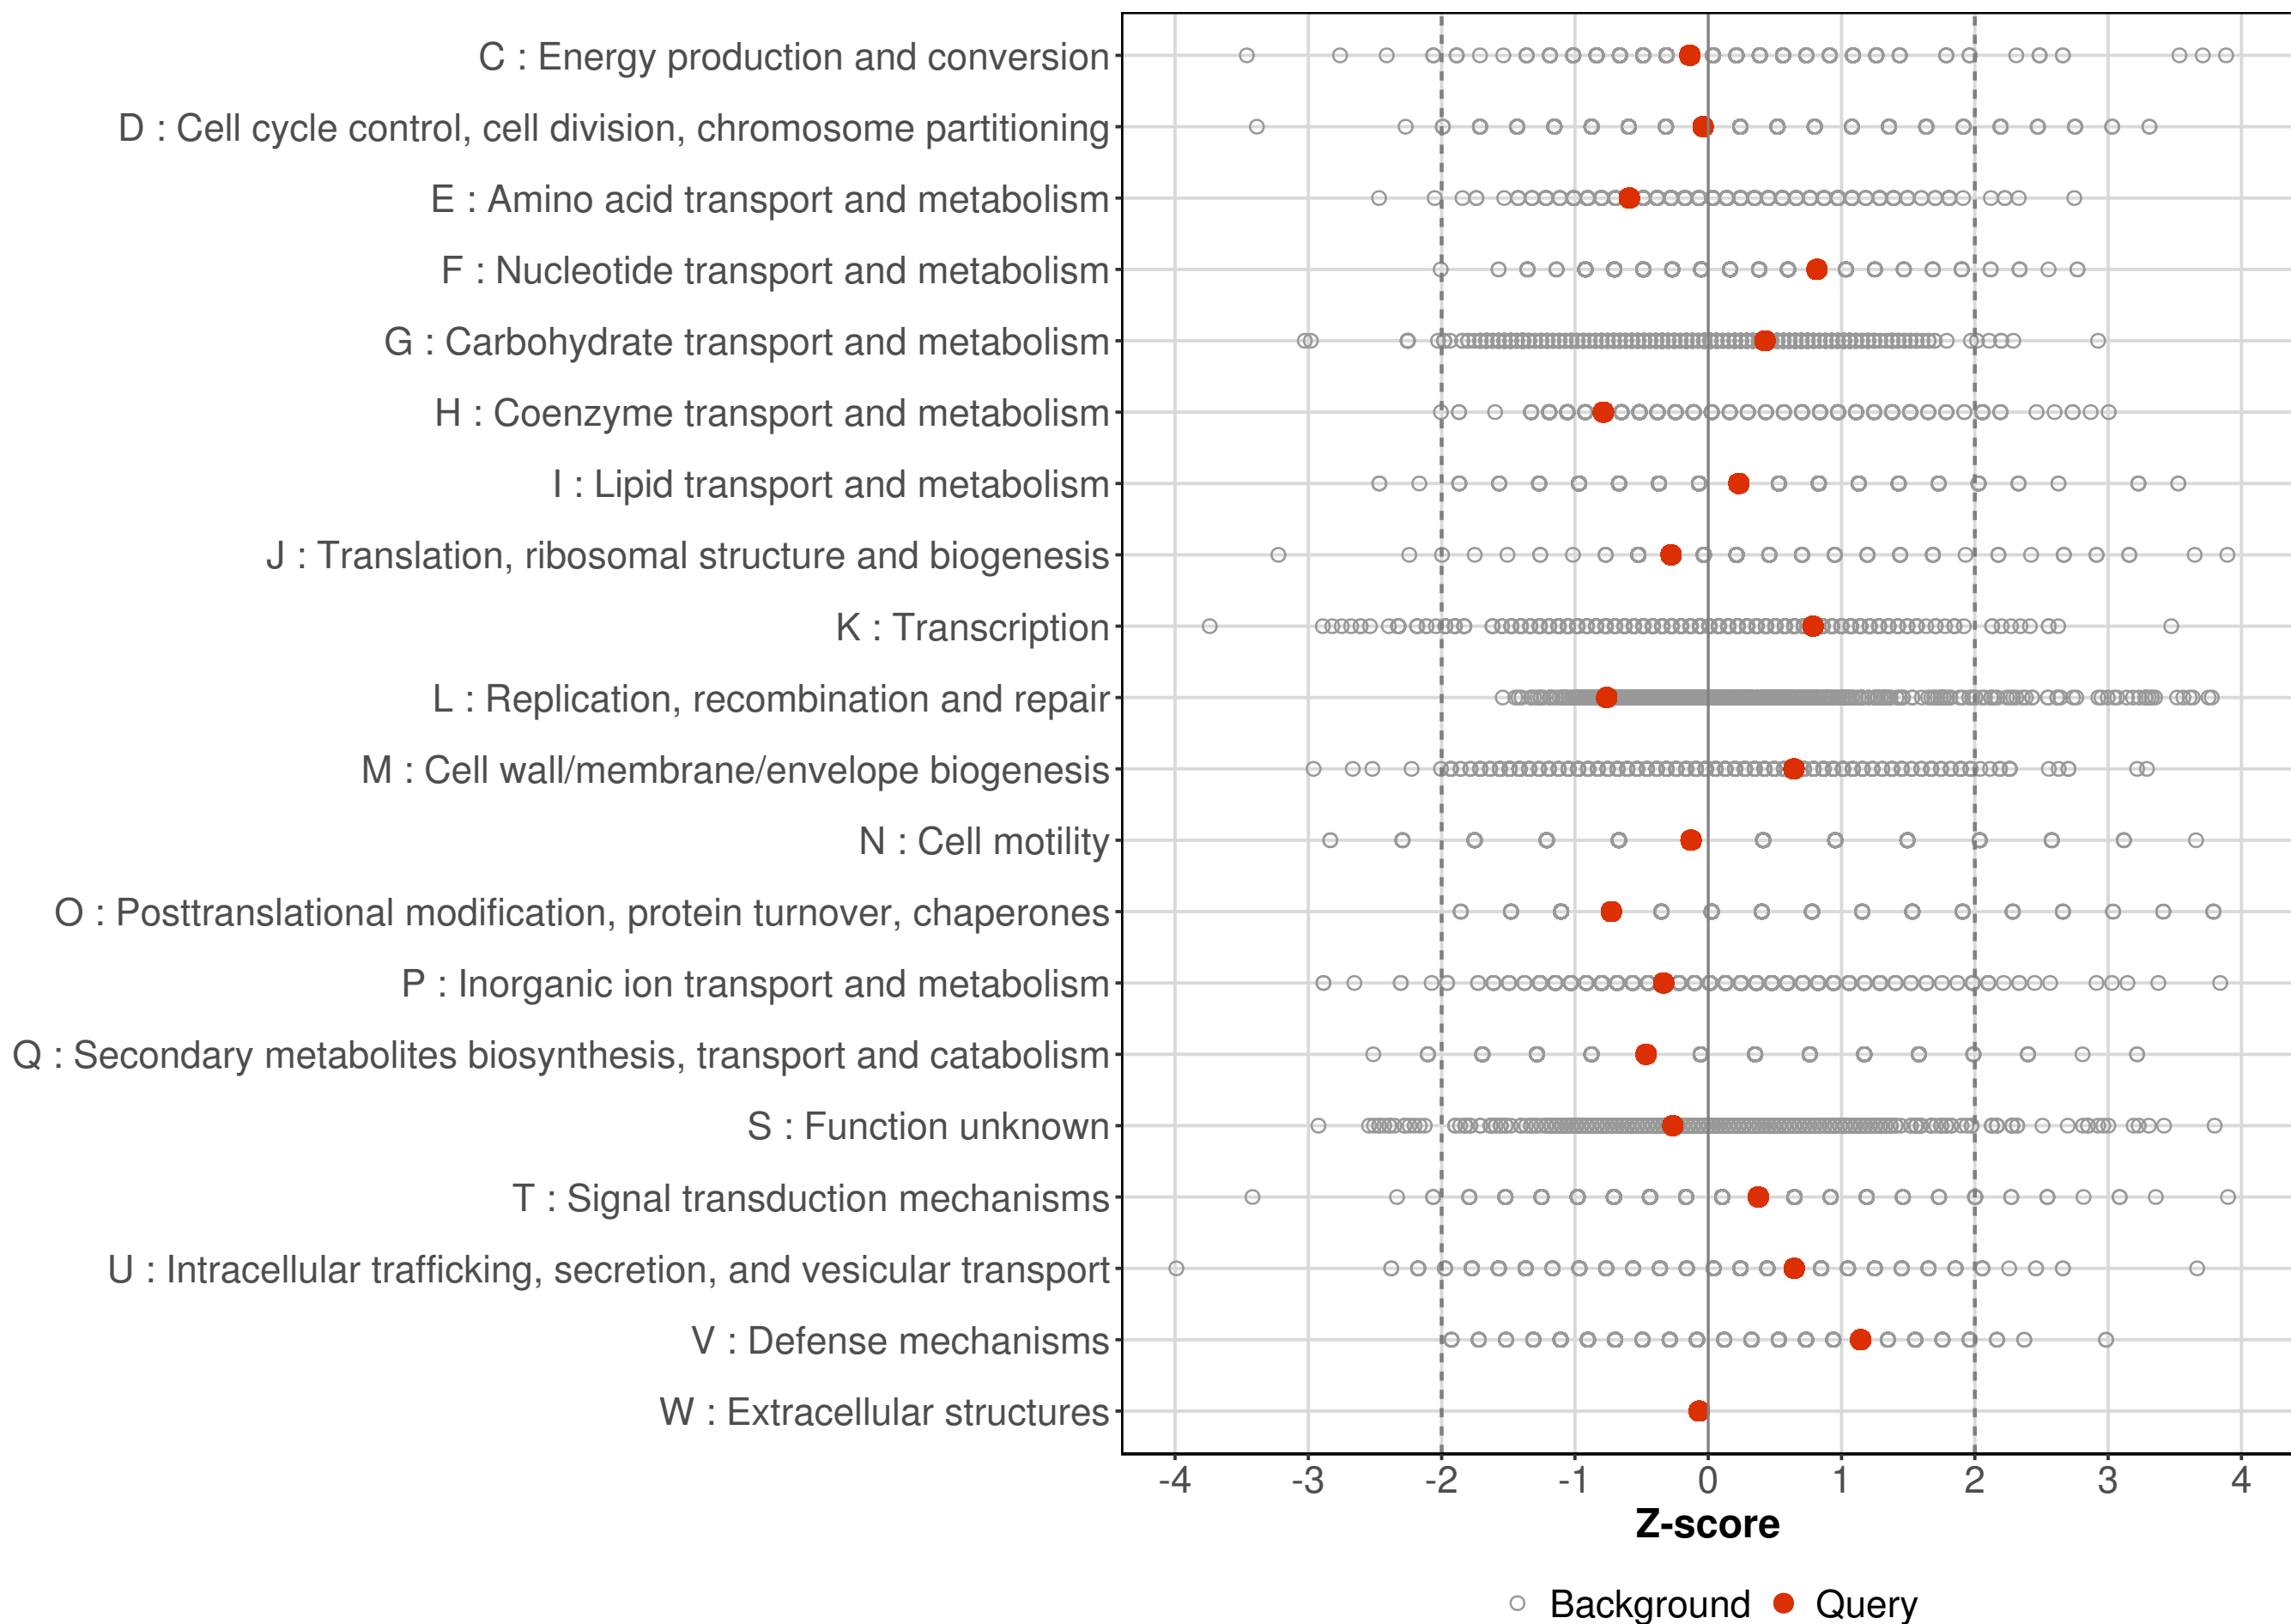 C : Energy production and conversion
D : Cell cycle control, cell division, chromosome partitioning
E : Amino acid transport and metabolism
F : Nucleotide transport and metabolism
G : Carbohydrate transport and metabolism
H : Coenzyme transport and metabolism
I : Lipid transport and metabolism
J : Translation, ribosomal structure and biogenesis
K : Transcription
L : Replication, recombination and repair
M : Cell wall/membrane/envelope biogenesis
N : Cell motility
O : Posttranslational modification, protein turnover, chaperones
P : Inorganic ion transport and metabolism
Q : Secondary metabolites biosynthesis, transport and catabolism
S : Function unknown
T : Signal transduction mechanisms
U : Intracellular trafficking, secretion, and vesicular transport
V : Defense mechanisms
W : Extracellular structures
-4 -3 -2 -1 0 1 2 3 4
Z-score
Background Query